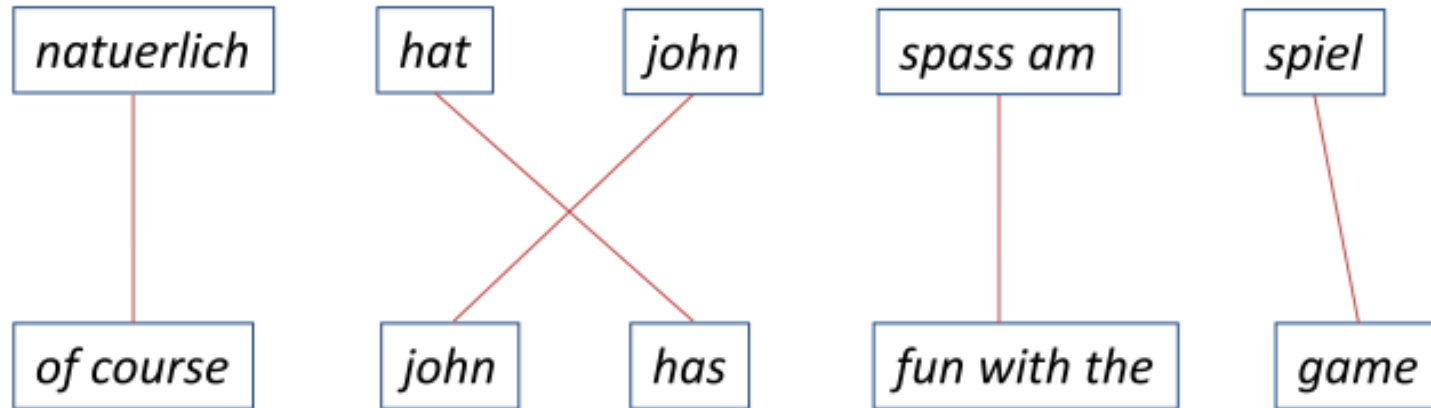 natuerlich hat john spass am spiel
of course john has fun with the game